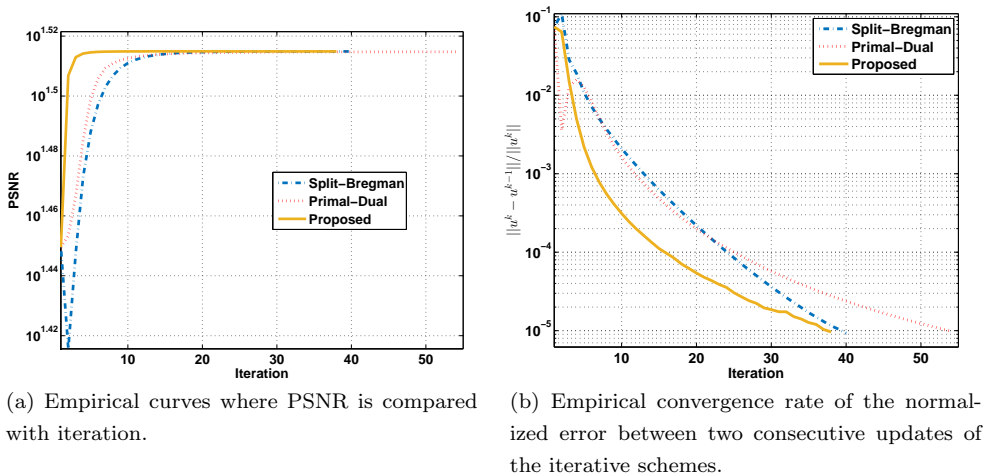 10^1.52
10^1.5
10^1.48
10^1.46
10^1.44
10^1.42
PSNR
Split−Bregman
Primal−Dual
Proposed
10 20 30 40 50
Iteration
(a) Empirical curves where PSNR is compared
with iteration.
10^−1
10^−2
10^−3
10^−4
10^−5
||u^k − u^{k−1}||/||u^k||
Split−Bregman
Primal−Dual
Proposed
10 20 30 40 50
Iteration
(b) Empirical convergence rate of the normal-
ized error between two consecutive updates of
the iterative schemes.